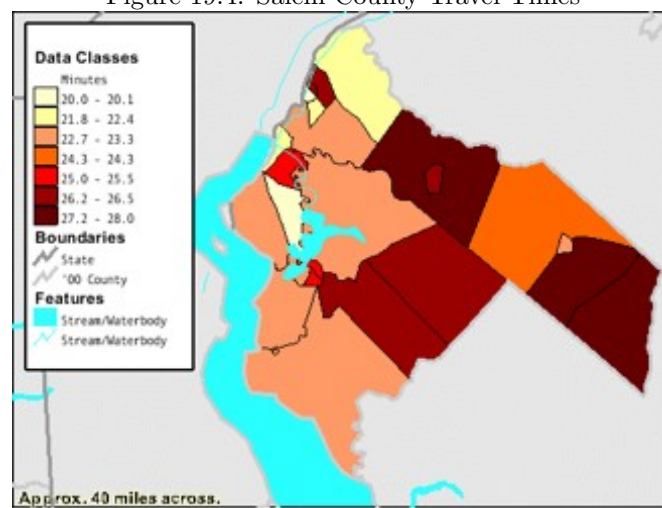 Figure 15.4: Salem County Travel Times
Data Classes
Minutes
20.0 - 20.1
21.8 - 22.4
22.7 - 23.3
24.3 - 24.3
25.0 - 25.5
26.2 - 26.5
27.2 - 28.0
Boundaries
State
'00 County
Features
Stream/Waterbody
Stream/Waterbody
Approx. 40 miles across.